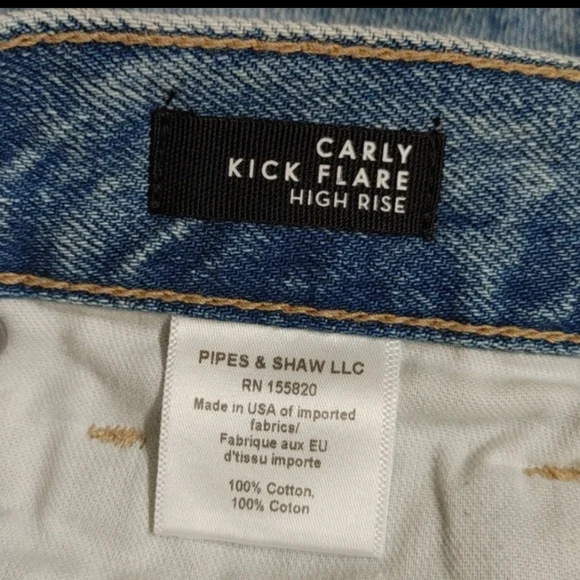 CARLY
KICK FLARE
HIGH RISE
PIPES & SHAW LLC
RN 155820
Made in USA of imported
fabrics/
Fabrique aux EU
d'tissu importe
100% Cotton,
100% Coton